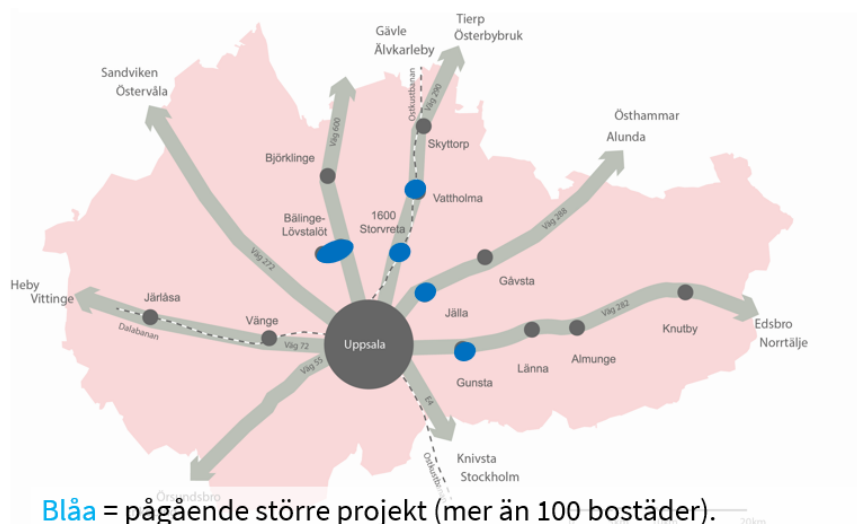 Tierp
Österbybruk
Gävle
Älvkarleby
Sandviken
Östervåla
Ostkustbanan
Väg 290
Väg 600
Östhammar
Alunda
Skyttorp
Björklinge
Vattholma
Bälinge-
Lövstalöt
1600
Storvreta
Väg 288
Väg 272
Gåvsta
Heby
Vittinge
Järlåsa
Dalabanan
Vänge
Väg 72
Uppsala
Jälla
Väg 282
Knutby
Edsbro
Norrtälje
Länna
Almunge
Gunsta
Väg 55
E4
Knivsta
Stockholm
Örsundsbro
Blåa = pågående större projekt (mer än 100 bostäder).
20km